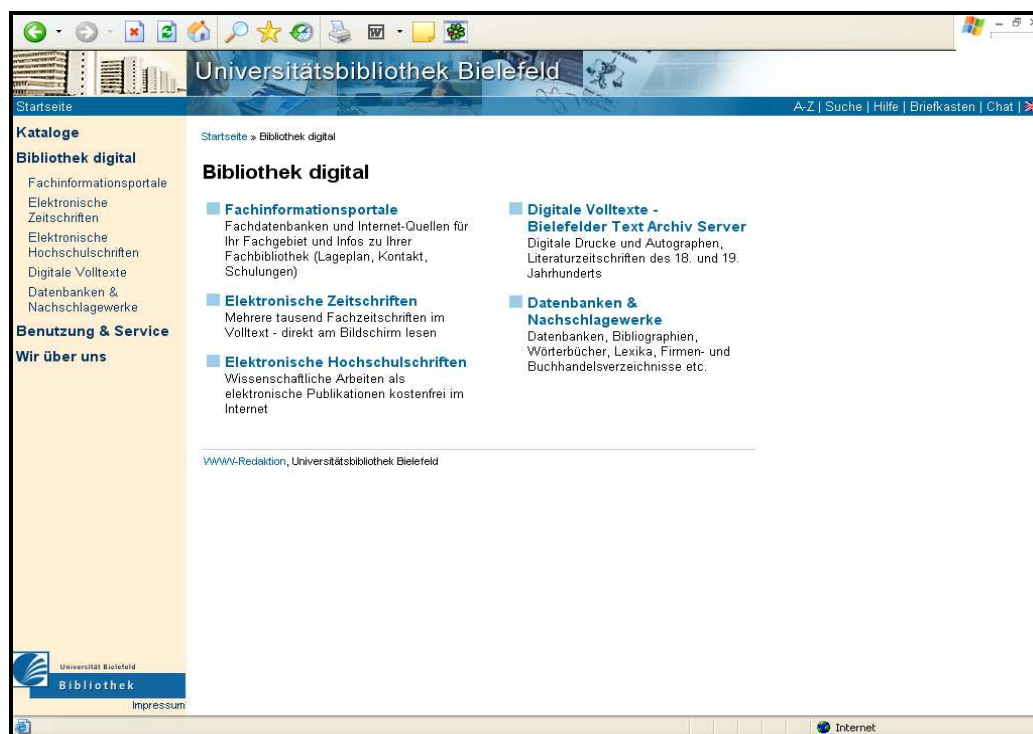 Universitätsbibliothek Bielefeld
Startseite
A-Z | Suche | Hilfe | Briefkasten | Chat |
Kataloge
Bibliothek digital
Fachinformationsportale
Elektronische
Zeitschriften
Elektronische
Hochschulschriften
Digitale Volltexte
Datenbanken &
Nachschlagewerke
Benutzung & Service
Wir über uns
Startseite » Bibliothek digital
Bibliothek digital
Fachinformationsportale
Fachdatenbanken und Internet-Quellen für
Ihr Fachgebiet und Infos zu Ihrer
Fachbibliothek (Lageplan, Kontakt,
Schulungen)
Elektronische Zeitschriften
Mehrere tausend Fachzeitschriften im
Volltext - direkt am Bildschirm lesen
Elektronische Hochschulschriften
Wissenschaftliche Arbeiten als
elektronische Publikationen kostenfrei im
Internet
Digitale Volltexte -
Bielefelder Text Archiv Server
Digitale Drucke und Autographen,
Literaturzeitschriften des 18. und 19.
Jahrhunderts
Datenbanken &
Nachschlagewerke
Datenbanken, Bibliographien,
Wörterbücher, Lexika, Firmen- und
Buchhandelsverzeichnisse etc.
WWW-Redaktion, Universitätsbibliothek Bielefeld
Universität Bielefeld
Bibliothek
Impressum
Internet